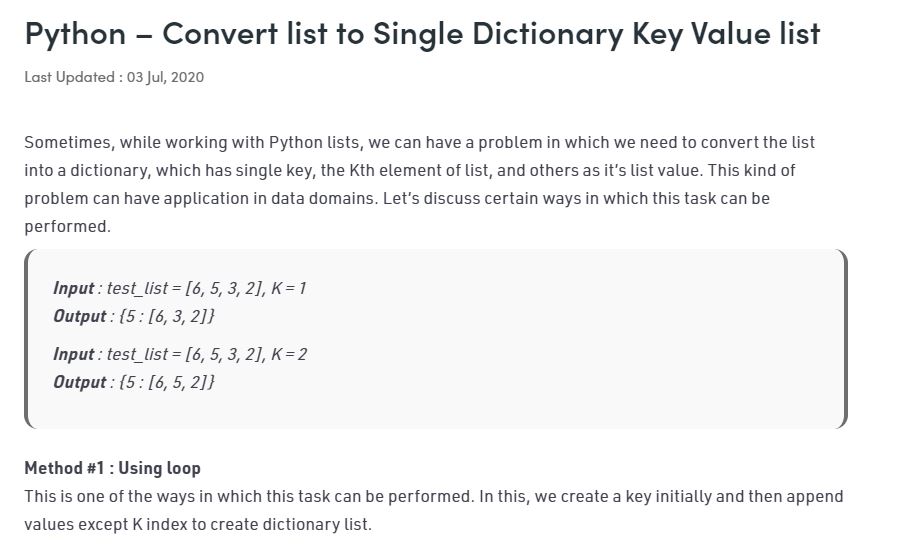 Python – Convert list to Single Dictionary Key Value list
Last Updated : 03 Jul, 2020
Sometimes, while working with Python lists, we can have a problem in which we need to convert the list
into a dictionary, which has single key, the Kth element of list, and others as it’s list value. This kind of
problem can have application in data domains. Let’s discuss certain ways in which this task can be
performed.
Input : test_list = [6, 5, 3, 2], K = 1
Output : {5 : [6, 3, 2]}
Input : test_list = [6, 5, 3, 2], K = 2
Output : {5 : [6, 5, 2]}
Method #1 : Using loop
This is one of the ways in which this task can be performed. In this, we create a key initially and then append
values except K index to create dictionary list.